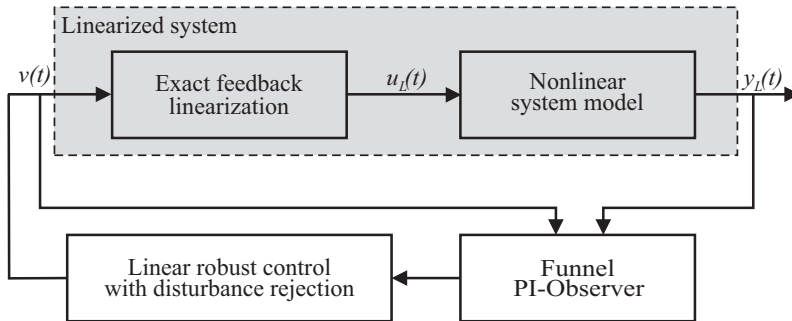 Linearized system
v(t)
Exact feedback
linearization
u_L(t)
Nonlinear
system model
y_L(t)
Linear robust control
with disturbance rejection
Funnel
PI-Observer